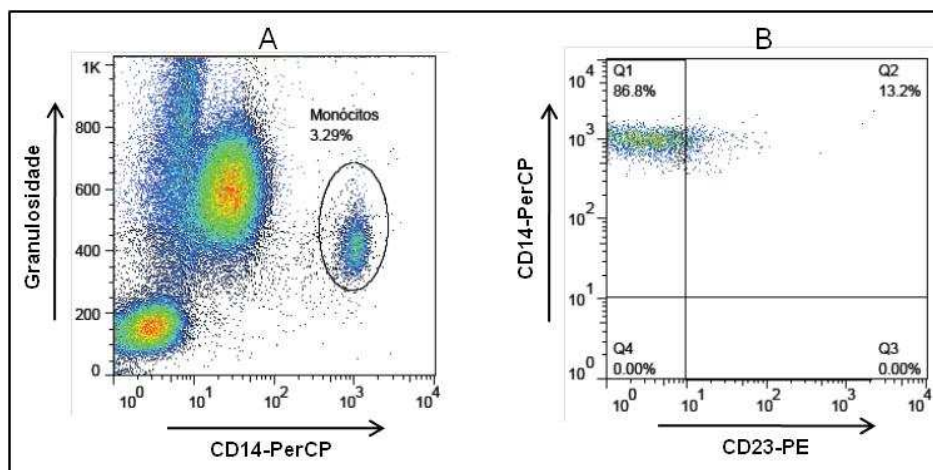 A
1K
800
600
400
200
0
Granulosidade
Monócitos
3.29%
10^0
10^1
10^2
10^3
10^4
CD14-PerCP
B
10^4
10^3
10^2
10^1
10^0
CD14-PerCP
Q1
86.8%
Q2
13.2%
Q4
0.00%
Q3
0.00%
10^0
10^1
10^2
10^3
10^4
CD23-PE